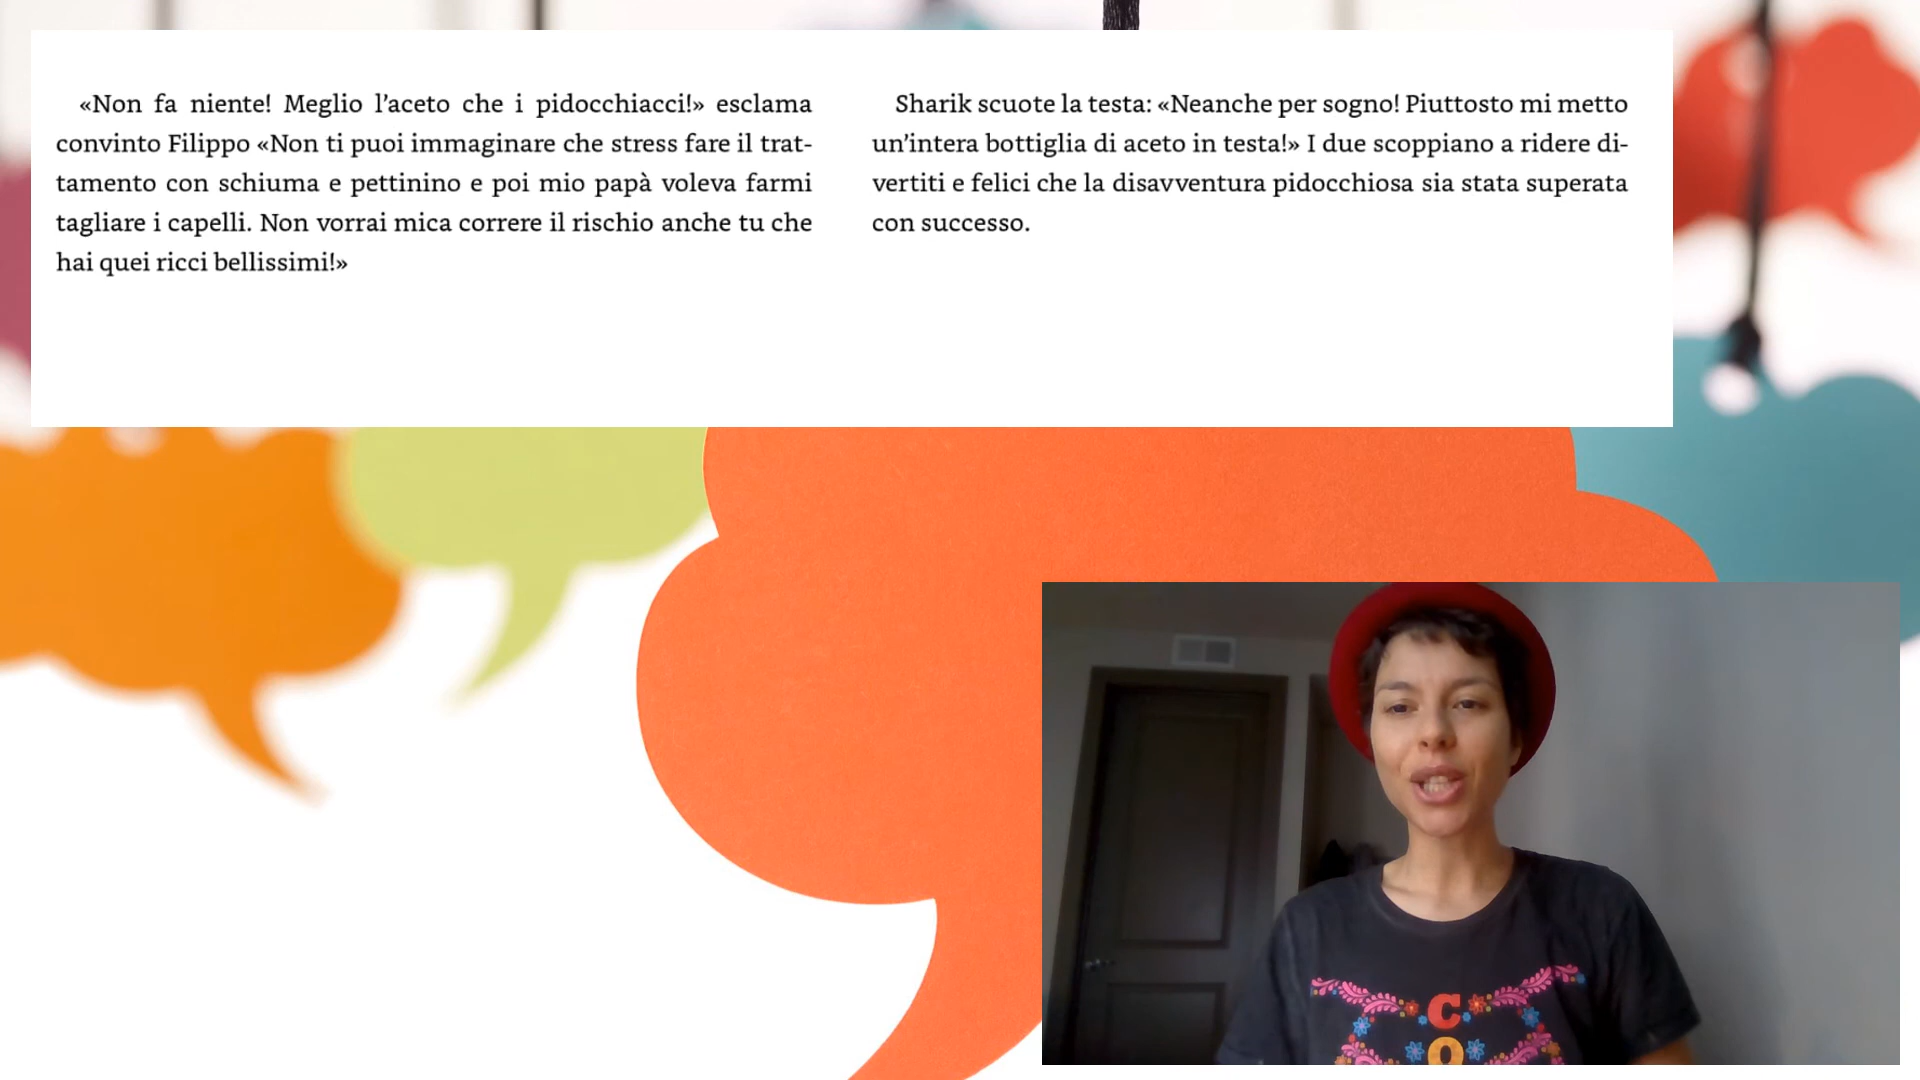 «Non fa niente! Meglio l’aceto che i pidocchiacci!» esclama
convinto Filippo «Non ti puoi immaginare che stress fare il trat-
tamento con schiuma e pettinino e poi mio papà voleva farmi
tagliare i capelli. Non vorrai mica correre il rischio anche tu che
hai quei ricci bellissimi!»
Sharik scuote la testa: «Neanche per sogno! Piuttosto mi metto
un’intera bottiglia di aceto in testa!» I due scoppiano a ridere di-
vertiti e felici che la disavventura pidocchiosa sia stata superata
con successo.
C
O